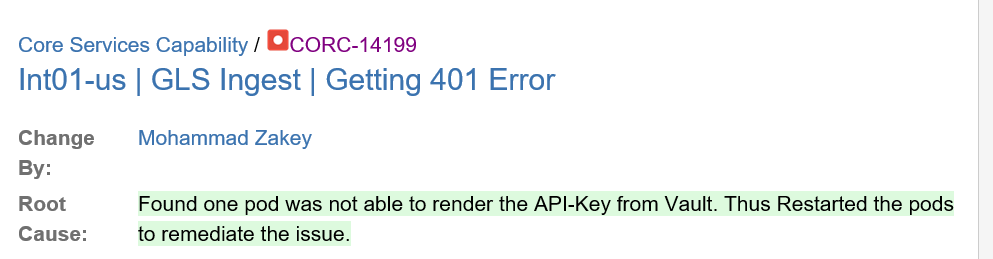 Core Services Capability / CORC-14199
Int01-us | GLS Ingest | Getting 401 Error
Change Mohammad Zakey
By:
Root Found one pod was not able to render the API-Key from Vault. Thus Restarted the pods
Cause: to remediate the issue.